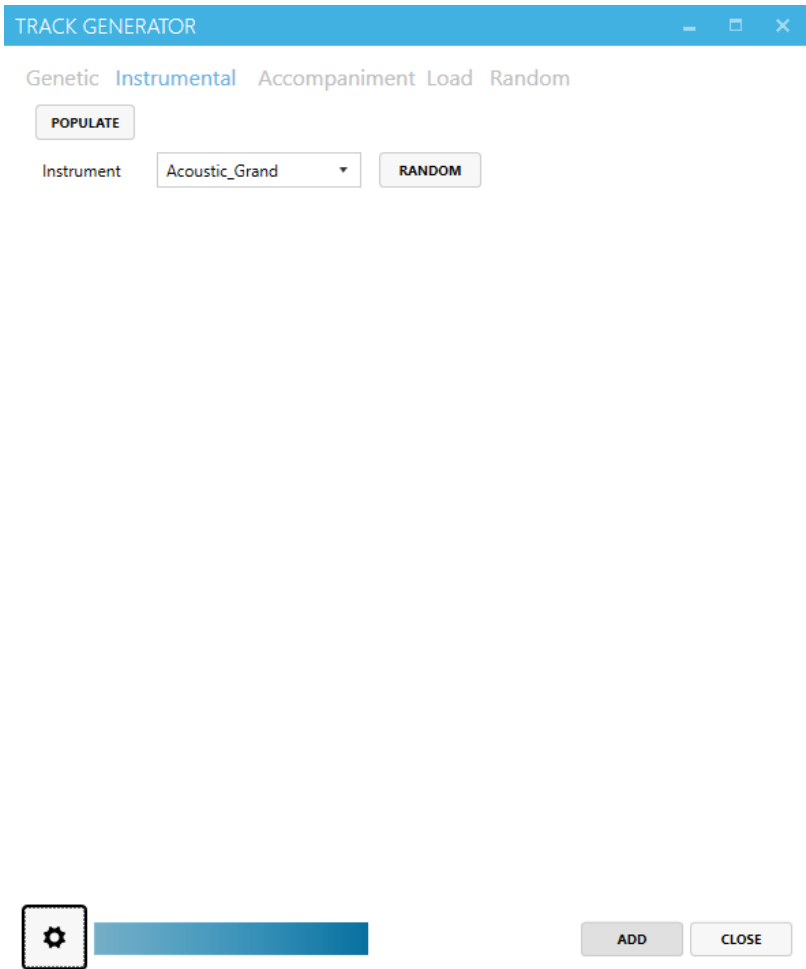 TRACK GENERATOR
Genetic Instrumental Accompaniment Load Random
POPULATE
Instrument Acoustic_Grand RANDOM
ADD CLOSE